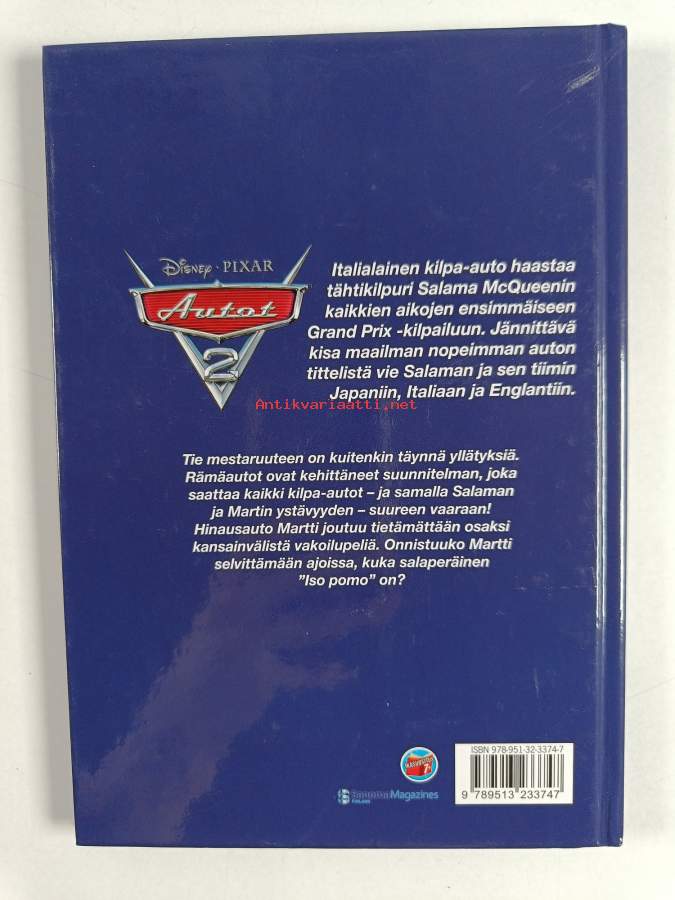 Disney · PIXAR
Autot
2
Italialainen kilpa-auto haastaa
tähtikilpuri Salama McQueenin
kaikkien aikojen ensimmäiseen
Grand Prix -kilpailuun. Jännittävä
kisa maailman nopeimman auton
tittelistä vie Salaman ja sen tiimin
Japaniin, Italiaan ja Englantiin.
Antikvariaatti.net
Tie mestaruuteen on kuitenkin täynnä yllätyksiä.
Rämäautot ovat kehittäneet suunnitelman, joka
saattaa kaikki kilpa-autot – ja samalla Salaman
ja Martin ystävyyden – suureen vaaraan!
Hinausauto Martti joutuu tietämättään osaksi
kansainvälistä vakoilupeliä. Onnistuuko Martti
selvittämään ajoissa, kuka salaperäinen
”Iso pomo” on?
ISBN 978-951-32-3374-7
9 789513 233747
SanomaMagazines
FINLAND